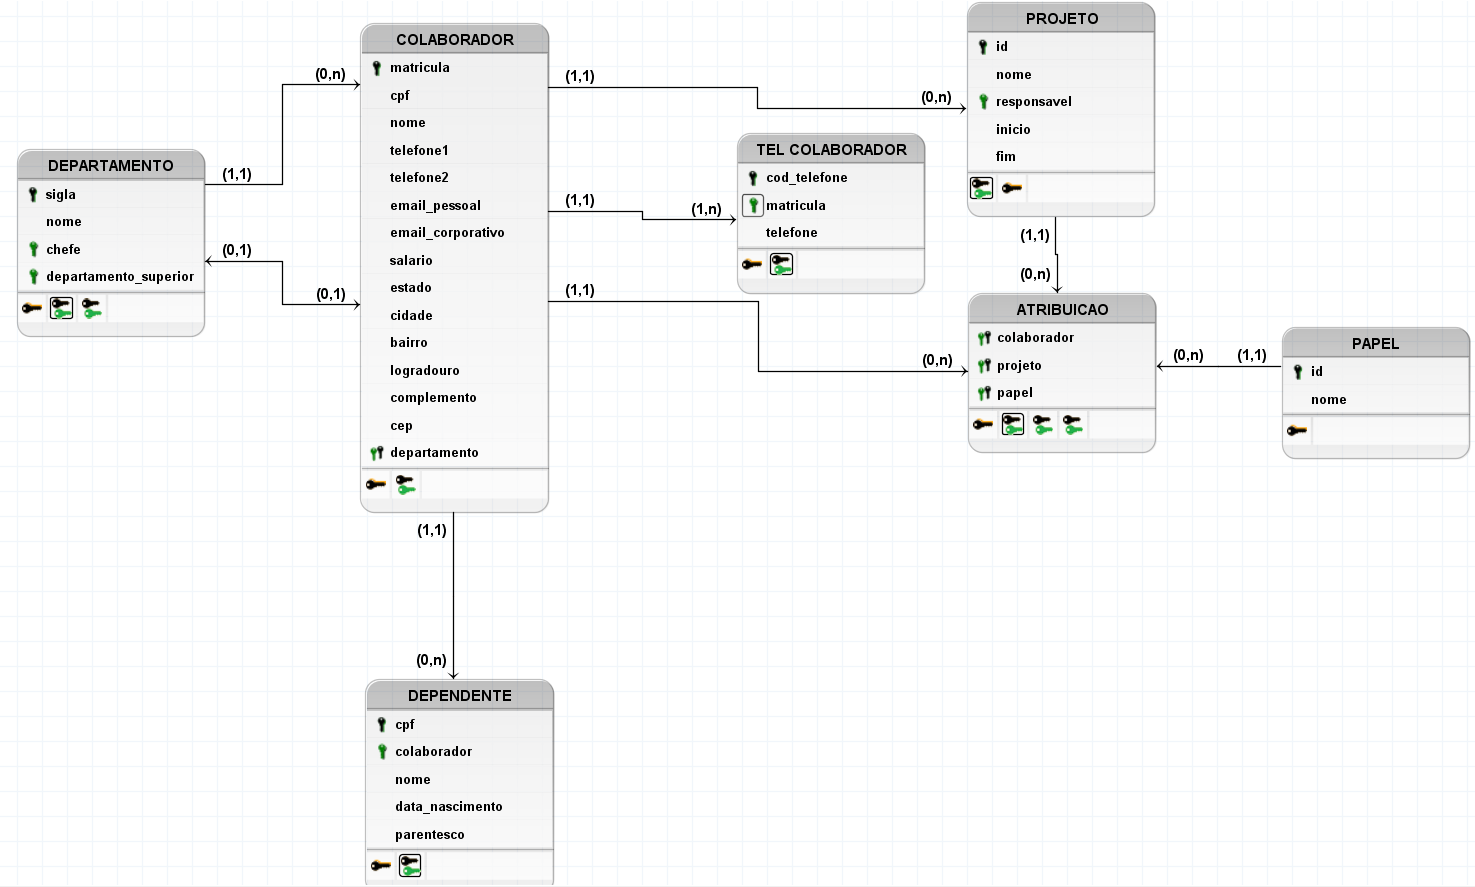 COLABORADOR
matricula
cpf
nome
telefone1
telefone2
email_pessoal
email_corporativo
salario
estado
cidade
bairro
logradouro
complemento
cep
departamento
PROJETO
id
nome
responsavel
inicio
fim
DEPARTAMENTO
sigla
nome
chefe
departamento_superior
TEL COLABORADOR
cod_telefone
matricula
telefone
ATRIBUICAO
colaborador
projeto
papel
PAPEL
id
nome
DEPENDENTE
cpf
colaborador
nome
data_nascimento
parentesco
(0,n)
(1,1)
(0,1)
(0,1)
(1,1)
(0,n)
(1,1)
(1,n)
(1,1)
(0,n)
(1,1)
(0,n)
(0,n)
(1,1)
(1,1)
(0,n)